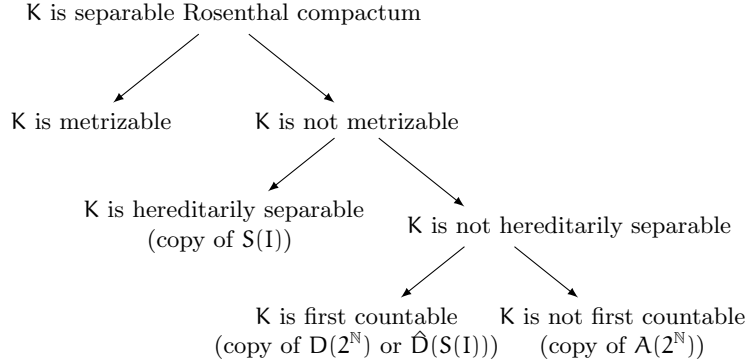 K is separable Rosenthal compactum
K is metrizable
K is not metrizable
K is hereditarily separable
(copy of S(I))
K is not hereditarily separable
K is first countable
(copy of D(2^ℕ) or D̂(S(I)))
K is not first countable
(copy of A(2^ℕ))